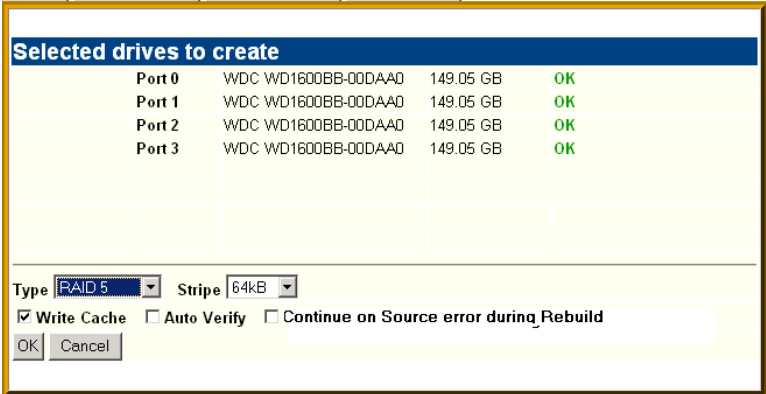 Selected drives to create
Port 0 WDC WD1600BB-00DAA0 149.05 GB OK
Port 1 WDC WD1600BB-00DAA0 149.05 GB OK
Port 2 WDC WD1600BB-00DAA0 149.05 GB OK
Port 3 WDC WD1600BB-00DAA0 149.05 GB OK
Type RAID 5 Stripe 64kB
Write Cache Auto Verify Continue on Source error during Rebuild
OK Cancel